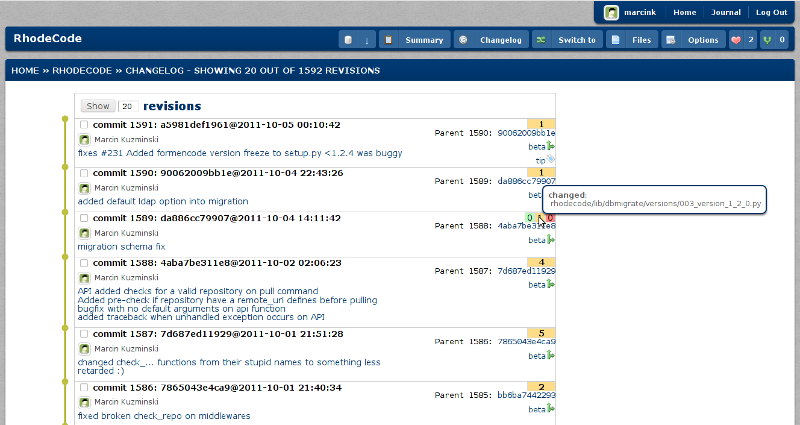 marcink Home Journal Log Out
RhodeCode ↓ Summary Changelog Switch to Files Options 2 0
HOME » RHODECODE » CHANGELOG - SHOWING 20 OUT OF 1592 REVISIONS
Show 20 revisions
commit 1591: a5981def1961@2011-10-05 00:10:42 1
Parent 1590: 90062009bb1e
Marcin Kuzminski
beta
fixes #231 Added formencode version freeze to setup.py <1.2.4 was buggy
tip
commit 1590: 90062009bb1e@2011-10-04 22:43:26 1
Parent 1589: da886cc79907
Marcin Kuzminski
beta
added default ldap option into migration
changed:
rhodecode/lib/dbmigrate/versions/003_version_1_2_0.py
commit 1589: da886cc79907@2011-10-04 14:11:42 0 0
Parent 1588: 4aba7be311e8
Marcin Kuzminski
beta
migration schema fix
commit 1588: 4aba7be311e8@2011-10-02 02:06:23 4
Parent 1587: 7d687ed11929
Marcin Kuzminski
beta
API added checks for a valid repository on pull command
Added pre-check if repository have a remote_uri defines before pulling
bugfix with no default arguments on api function
added traceback when unhandled exception occurs on API
commit 1587: 7d687ed11929@2011-10-01 21:51:28 5
Parent 1586: 7865043e4ca9
Marcin Kuzminski
beta
changed check_... functions from their stupid names to something less
retarded :)
commit 1586: 7865043e4ca9@2011-10-01 21:40:34 2
Parent 1585: bb6ba7442293
Marcin Kuzminski
beta
fixed broken check_repo on middlewares